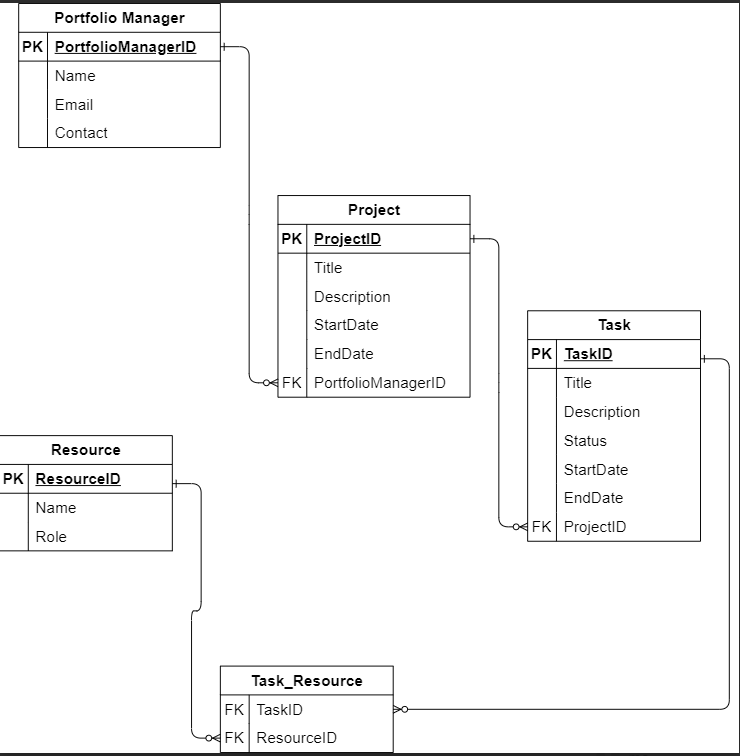 Portfolio Manager
PK PortfolioManagerID
Name
Email
Contact
Project
PK ProjectID
Title
Description
StartDate
EndDate
FK PortfolioManagerID
Task
PK TaskID
Title
Description
Status
StartDate
EndDate
FK ProjectID
Resource
PK ResourceID
Name
Role
Task_Resource
FK TaskID
FK ResourceID